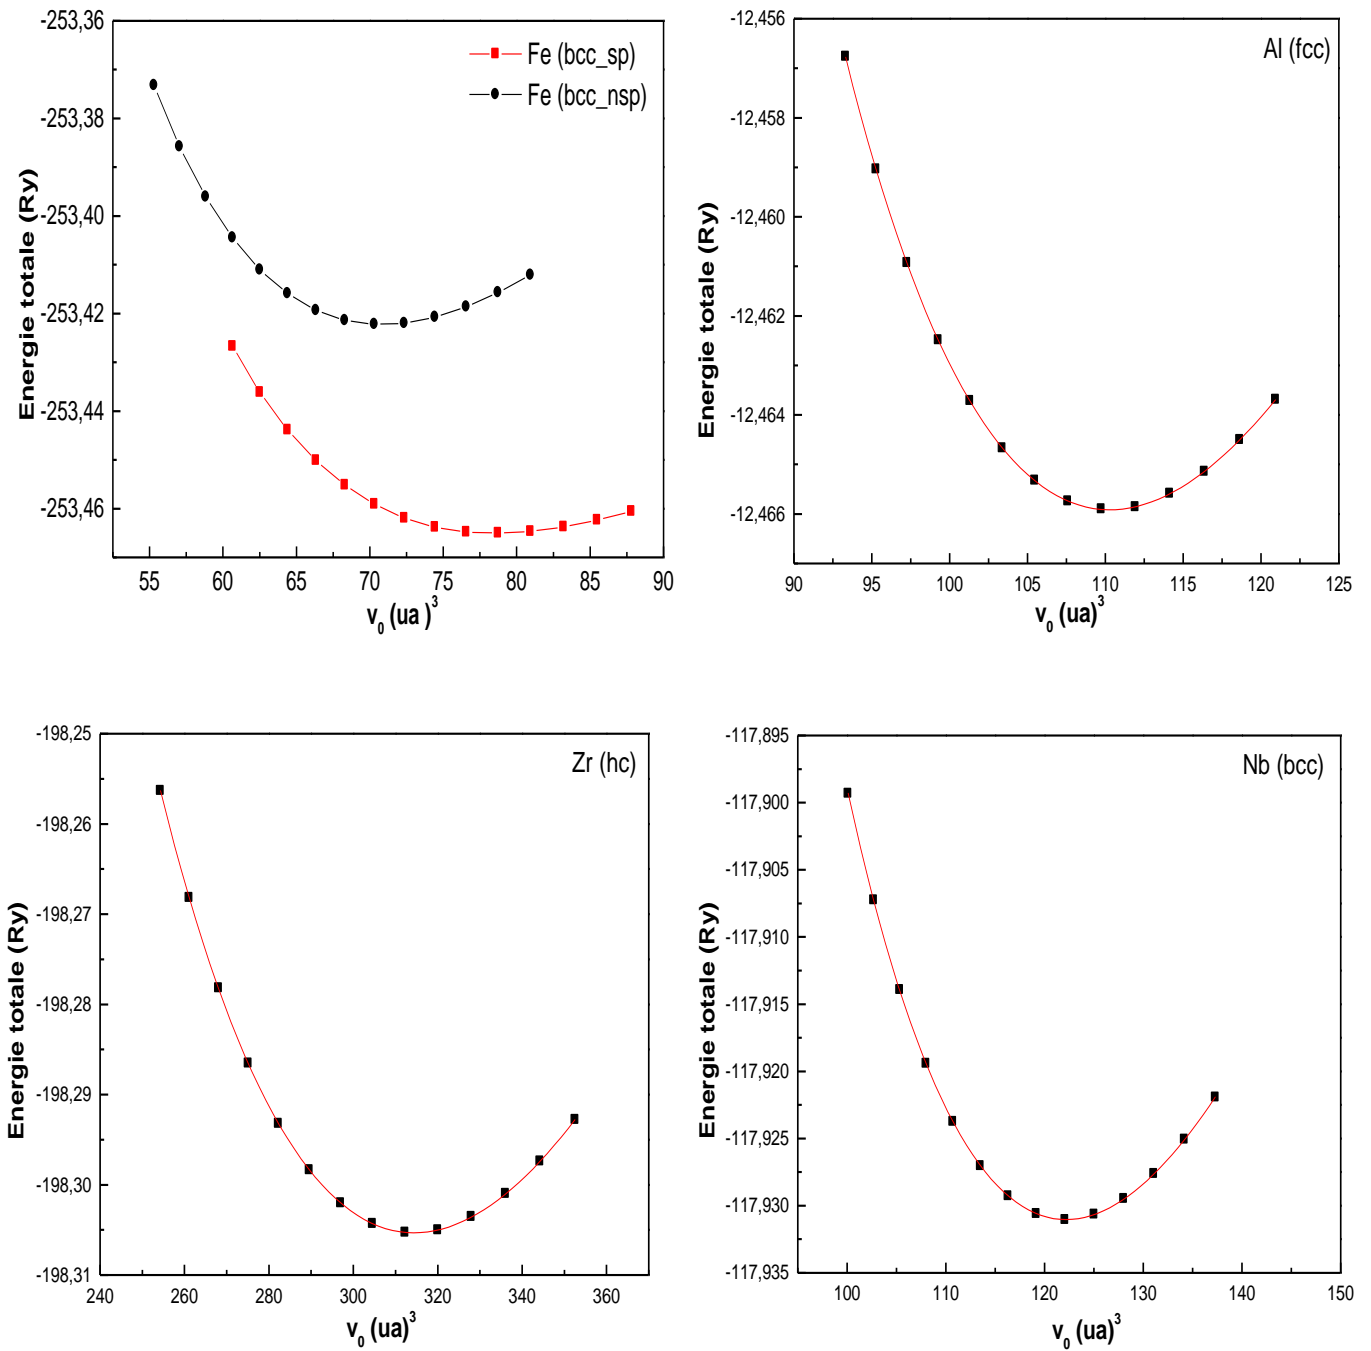 Fe (bcc_sp)
Fe (bcc_nsp)
-253,36
-253,38
-253,40
-253,42
-253,44
-253,46
Energie totale (Ry)
55 60 65 70 75 80 85 90
v₀ (ua )³
Al (fcc)
-12,456
-12,458
-12,460
-12,462
-12,464
-12,466
Energie totale (Ry)
90 95 100 105 110 115 120 125
v₀ (ua)³
Zr (hc)
-198,25
-198,26
-198,27
-198,28
-198,29
-198,30
-198,31
Energie totale (Ry)
240 260 280 300 320 340 360
v₀ (ua)³
Nb (bcc)
-117,895
-117,900
-117,905
-117,910
-117,915
-117,920
-117,925
-117,930
-117,935
Energie totale (Ry)
100 110 120 130 140 150
v₀ (ua)³